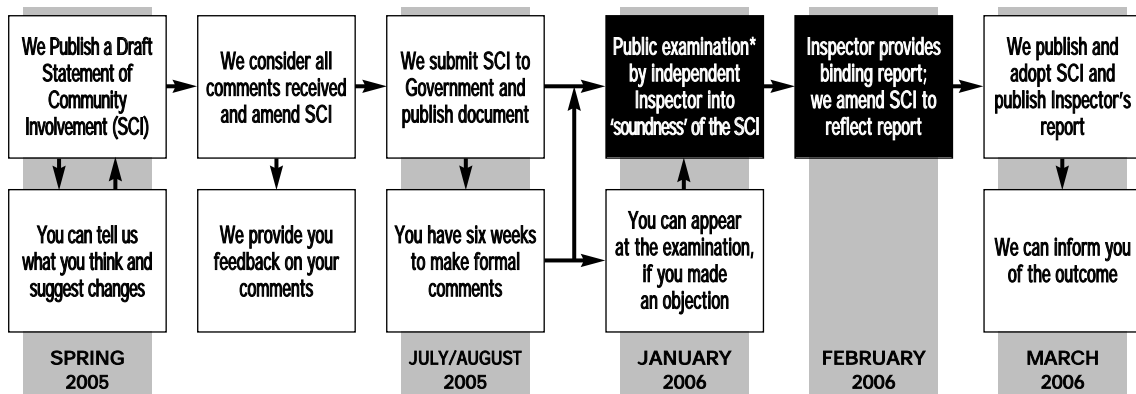 We Publish a Draft
Statement of
Community
Involvement (SCI)
We consider all
comments received
and amend SCI
We submit SCI to
Government and
publish document
Public examination*
by independent
Inspector into
‘soundness’ of the SCI
Inspector provides
binding report;
we amend SCI to
reflect report
We publish and
adopt SCI and
publish Inspector’s
report
You can tell us
what you think and
suggest changes
We provide you
feedback on your
comments
You have six weeks
to make formal
comments
You can appear
at the examination,
if you made
an objection
We can inform you
of the outcome
SPRING
2005
JULY/AUGUST
2005
JANUARY
2006
FEBRUARY
2006
MARCH
2006